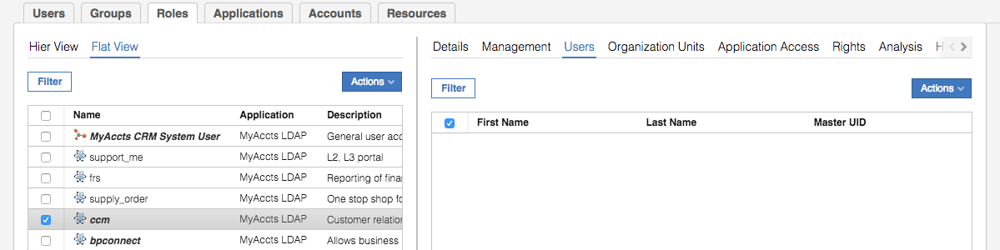 Users Groups Roles Applications Accounts Resources
Hier View Flat View
Filter Actions
Name Application Description
MyAccts CRM System User MyAccts LDAP General user acc
support_me MyAccts LDAP L2, L3 portal
frs MyAccts LDAP Reporting of fina
supply_order MyAccts LDAP One stop shop fo
ccm MyAccts LDAP Customer relation
bpconnect MyAccts LDAP Allows business
Details Management Users Organization Units Application Access Rights Analysis H
Filter Actions
First Name Last Name Master UID